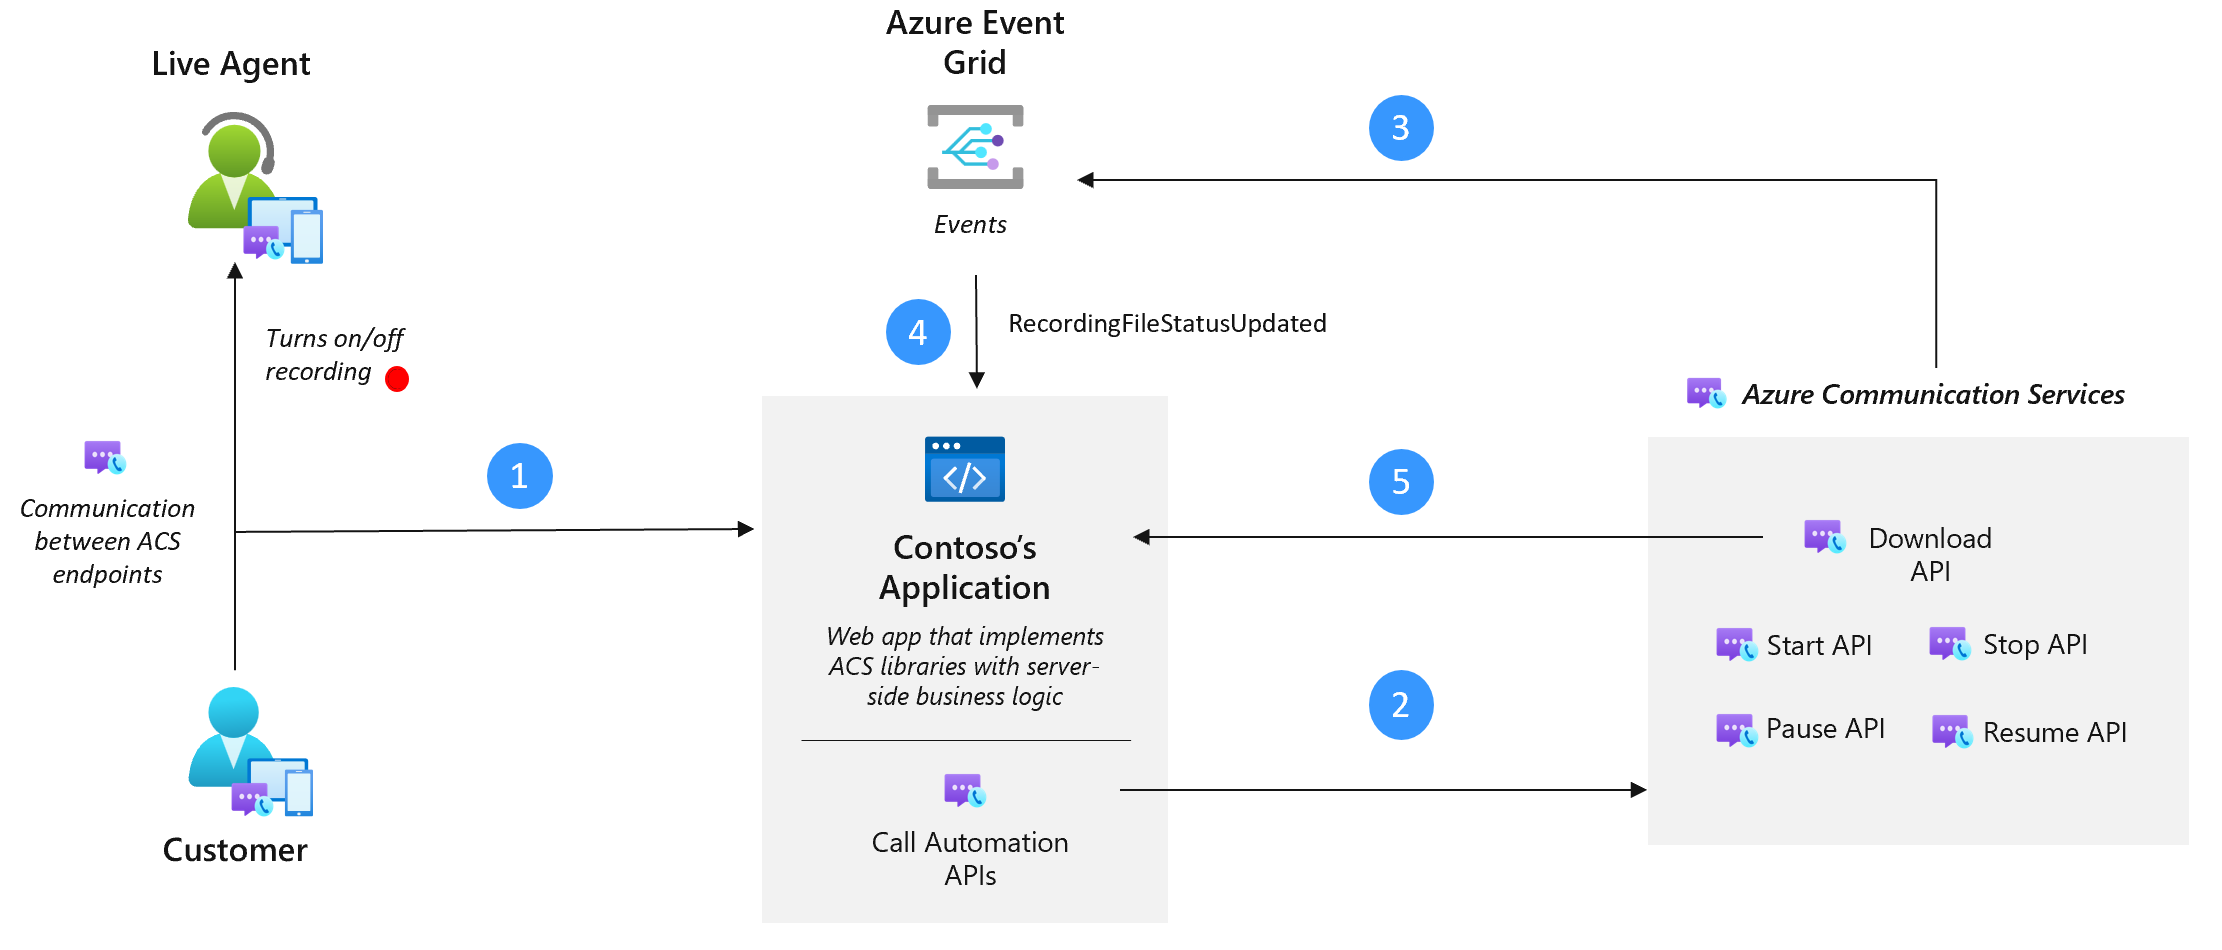 Live Agent
Azure Event
Grid
Events
3
4
RecordingFileStatusUpdated
Turns on/off
recording
Communication
between ACS
endpoints
1
Customer
Contoso's
Application
Web app that implements
ACS libraries with server-
side business logic
Call Automation
APIs
5
2
Azure Communication Services
Download
API
Start API
Stop API
Pause API
Resume API